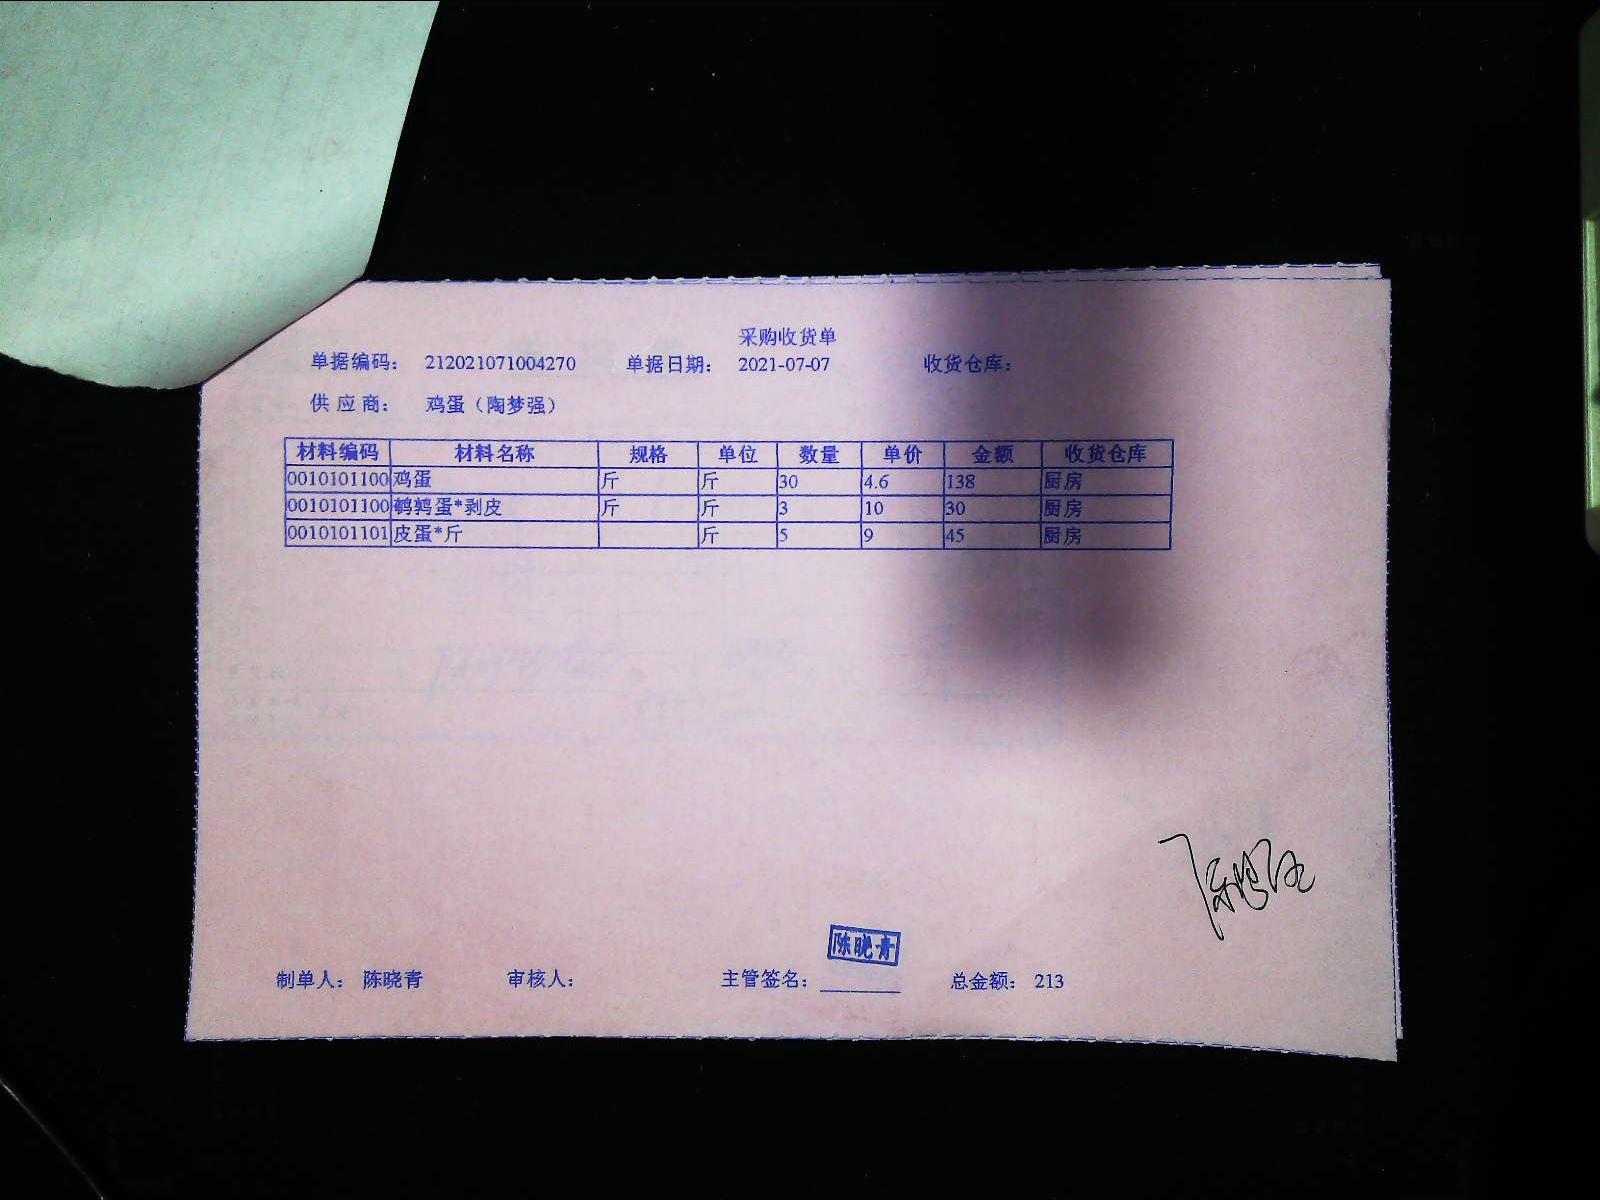 采购收货单
单据编码： 212021071004270 单据日期： 2021-07-07 收货仓库：
供应商： 鸡蛋（陶梦强）
材料编码 材料名称 规格 单位 数量 单价 金额 收货仓库
0010101100 鸡蛋 斤 斤 30 4.6 138 厨房
0010101100 鹌鹑蛋*剥皮 斤 斤 3 10 30 厨房
0010101101 皮蛋*斤 斤 5 9 45 厨房
陈晓青
制单人： 陈晓青 审核人： 主管签名： 总金额： 213